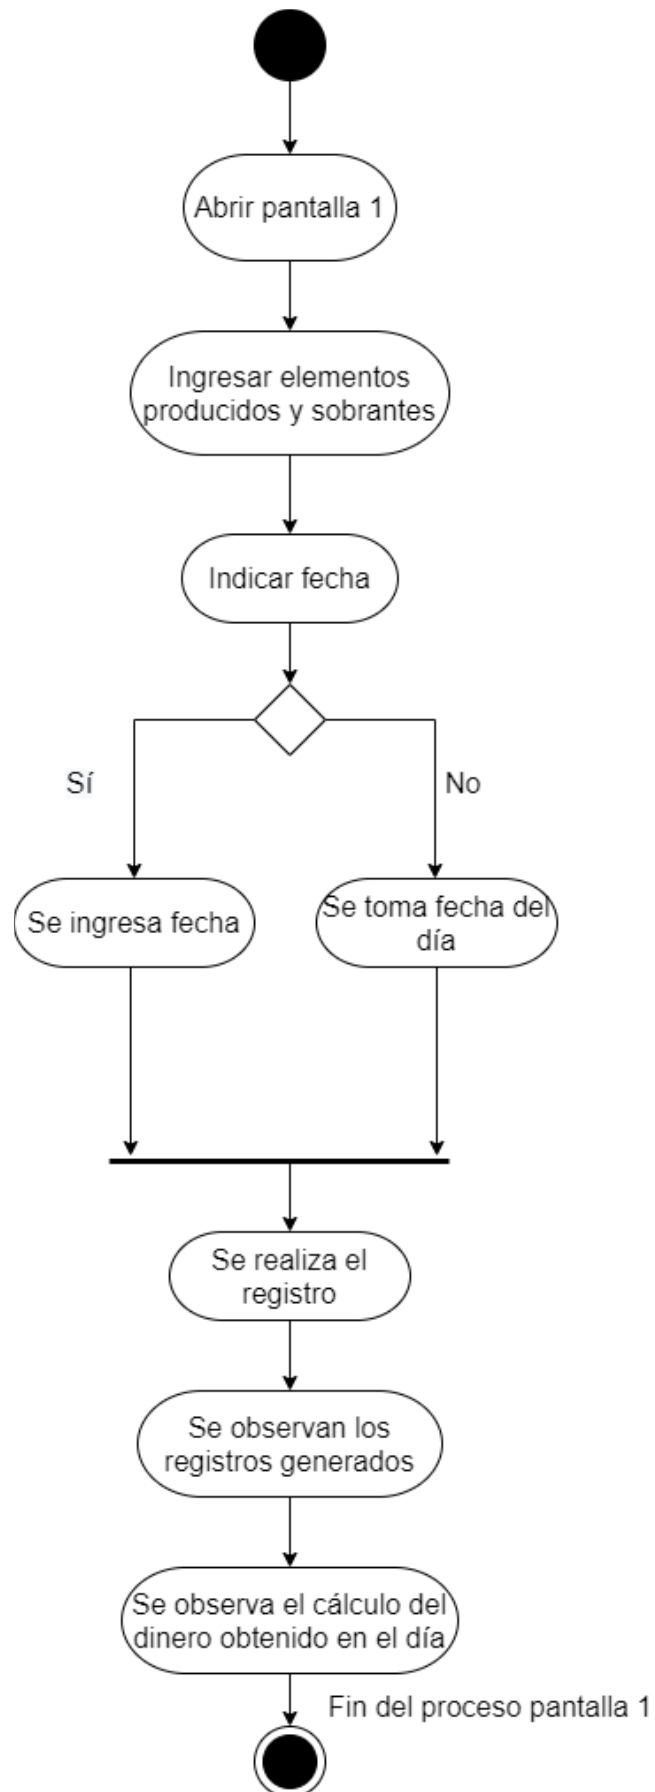 Abrir pantalla 1
Ingresar elementos
producidos y sobrantes
Indicar fecha
Sí
No
Se ingresa fecha
Se toma fecha del
día
Se realiza el
registro
Se observan los
registros generados
Se observa el cálculo del
dinero obtenido en el día
Fin del proceso pantalla 1